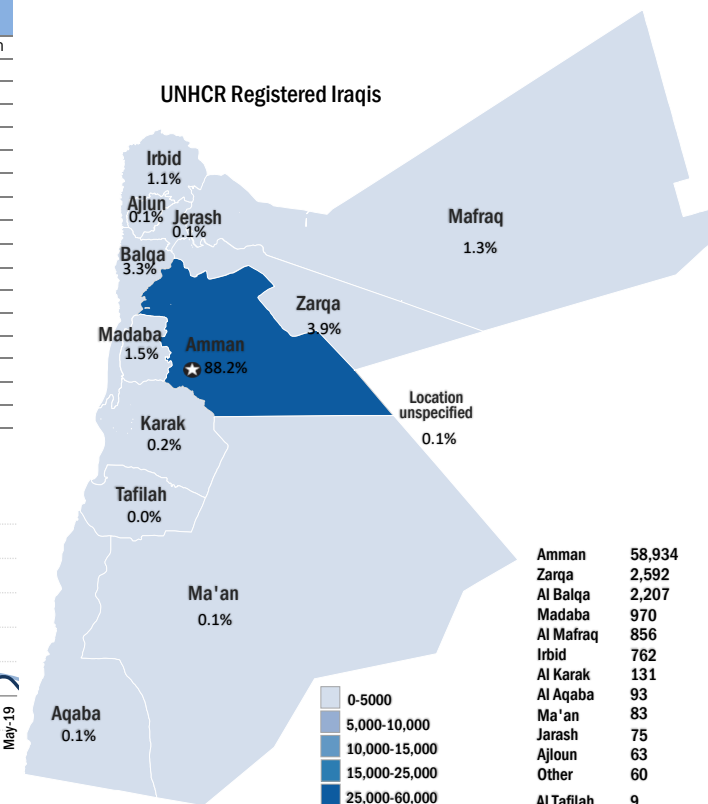 n
UNHCR Registered Iraqis
Irbid
1.1%
Ajlun
0.1%
Jerash
0.1%
Mafraq
1.3%
Balqa
3.3%
Zarqa
3.9%
Madaba
1.5%
Amman
88.2%
Location
unspecified
0.1%
Karak
0.2%
Tafilah
0.0%
Ma'an
0.1%
Aqaba
0.1%
May-19
0-5000
5,000-10,000
10,000-15,000
15,000-25,000
25,000-60,000
Amman 58,934
Zarqa 2,592
Al Balqa 2,207
Madaba 970
Al Mafraq 856
Irbid 762
Al Karak 131
Al Aqaba 93
Ma'an 83
Jarash 75
Ajloun 63
Other 60
Al Tafilah 9